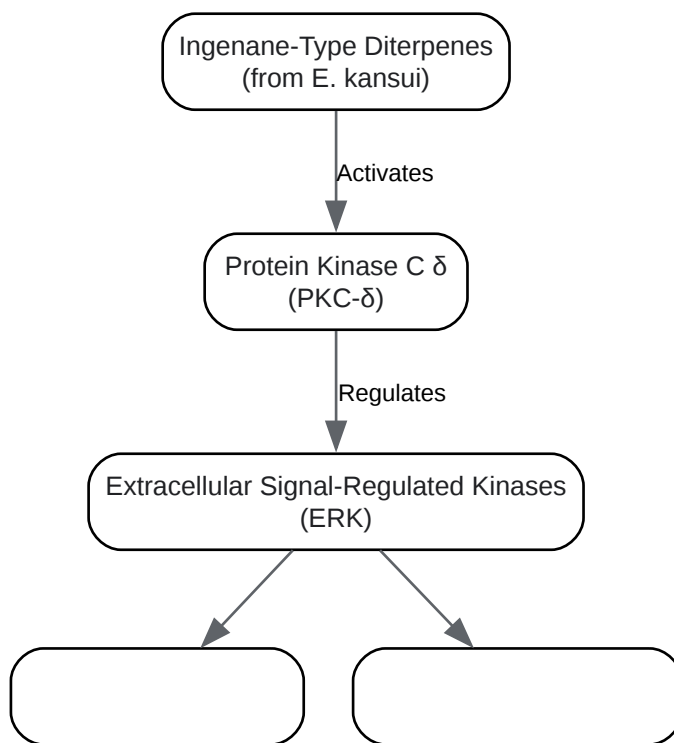 Ingenane-Type Diterpenes
(from E. kansui)
Activates
Protein Kinase C δ
(PKC-δ)
Regulates
Extracellular Signal-Regulated Kinases
(ERK)